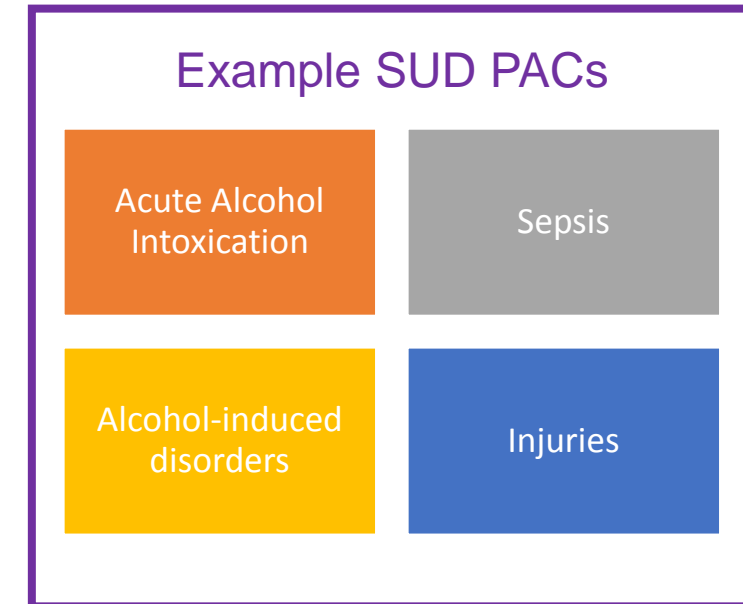 Example SUD PACs
Acute Alcohol
Intoxication
Sepsis
Alcohol-induced
disorders
Injuries